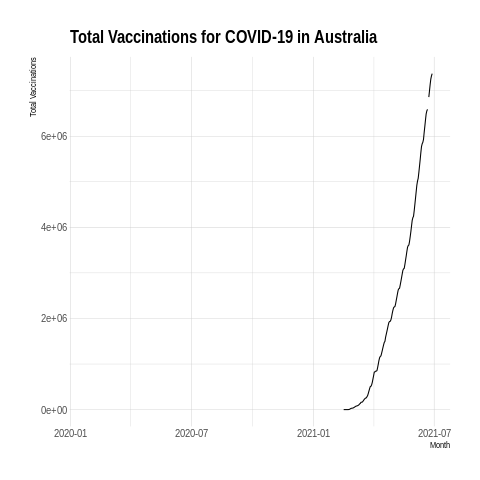 Total Vaccinations for COVID-19 in Australia
Total Vaccinations
6e+06
4e+06
2e+06
0e+00
2020-01
2020-07
2021-01
2021-07
Month